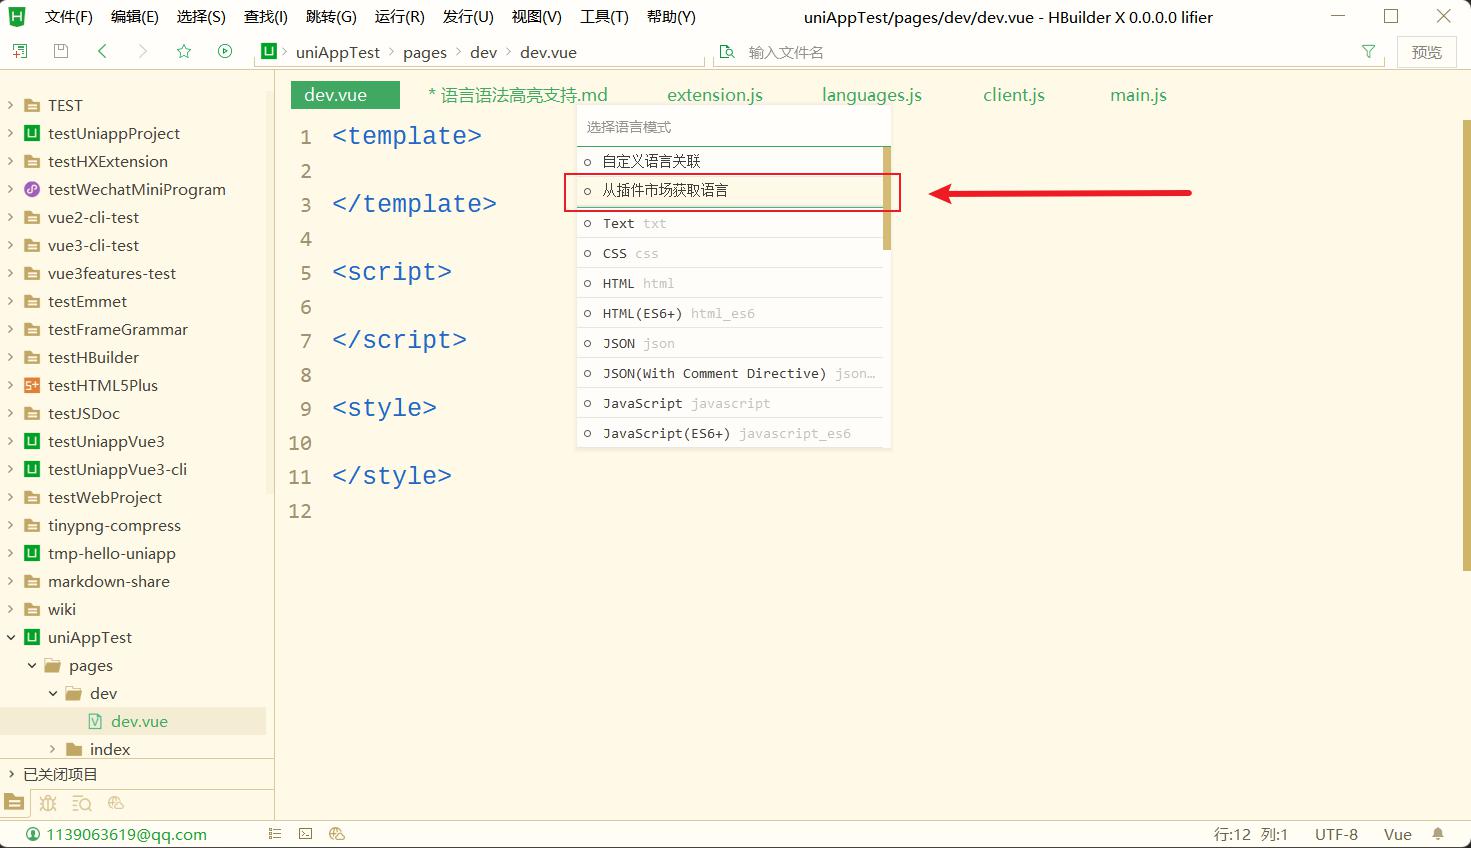 文件(F) 编辑(E) 选择(S) 查找(I) 跳转(G) 运行(R) 发行(U) 视图(V) 工具(T) 帮助(Y) uniAppTest/pages/dev/dev.vue - HBuilder X 0.0.0.0 lifier
uniAppTest pages dev dev.vue 输入文件名 预览
dev.vue * 语言语法高亮支持.md extension.js languages.js client.js main.js
TEST
testUniappProject
testHXExtension
testWechatMiniProgram
vue2-cli-test
vue3-cli-test
vue3features-test
testEmmet
testFrameGrammar
testHBuilder
testHTML5Plus
testJSDoc
testUniappVue3
testUniappVue3-cli
testWebProject
tinypng-compress
tmp-hello-uniapp
markdown-share
wiki
uniAppTest
pages
dev
dev.vue
index
已关闭项目
1 <template>
2
3 </template>
4
5 <script>
6
7 </script>
8
9 <style>
10
11 </style>
12
选择语言模式
自定义语言关联
从插件市场获取语言
Text txt
CSS css
HTML html
HTML(ES6+) html_es6
JSON json
JSON(With Comment Directive) json…
JavaScript javascript
JavaScript(ES6+) javascript_es6
1139063619@qq.com 行:12 列:1 UTF-8 Vue